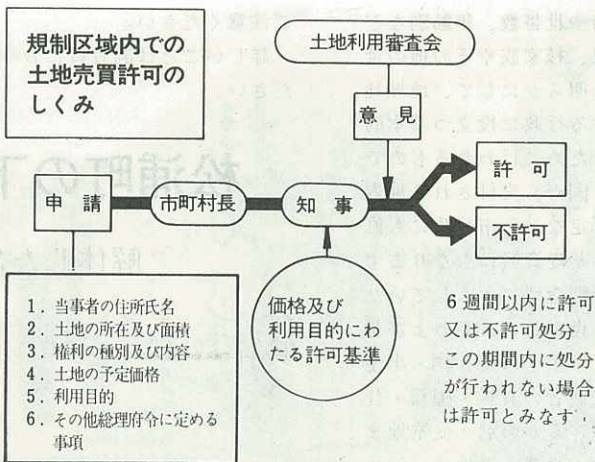 規制区域内での
土地売買許可の
しくみ
土地利用審査会
意見
申請
市町村長
知事
許可
不許可
1. 当事者の住所氏名
2. 土地の所在及び面積
3. 権利の種別及び内容
4. 土地の予定価格
5. 利用目的
6. その他総理府令に定める
事項
価格及び
利用目的にわ
たる許可基準
6週間以内に許可
又は不許可処分
この期間内に処分
が行われない場合
は許可とみなす